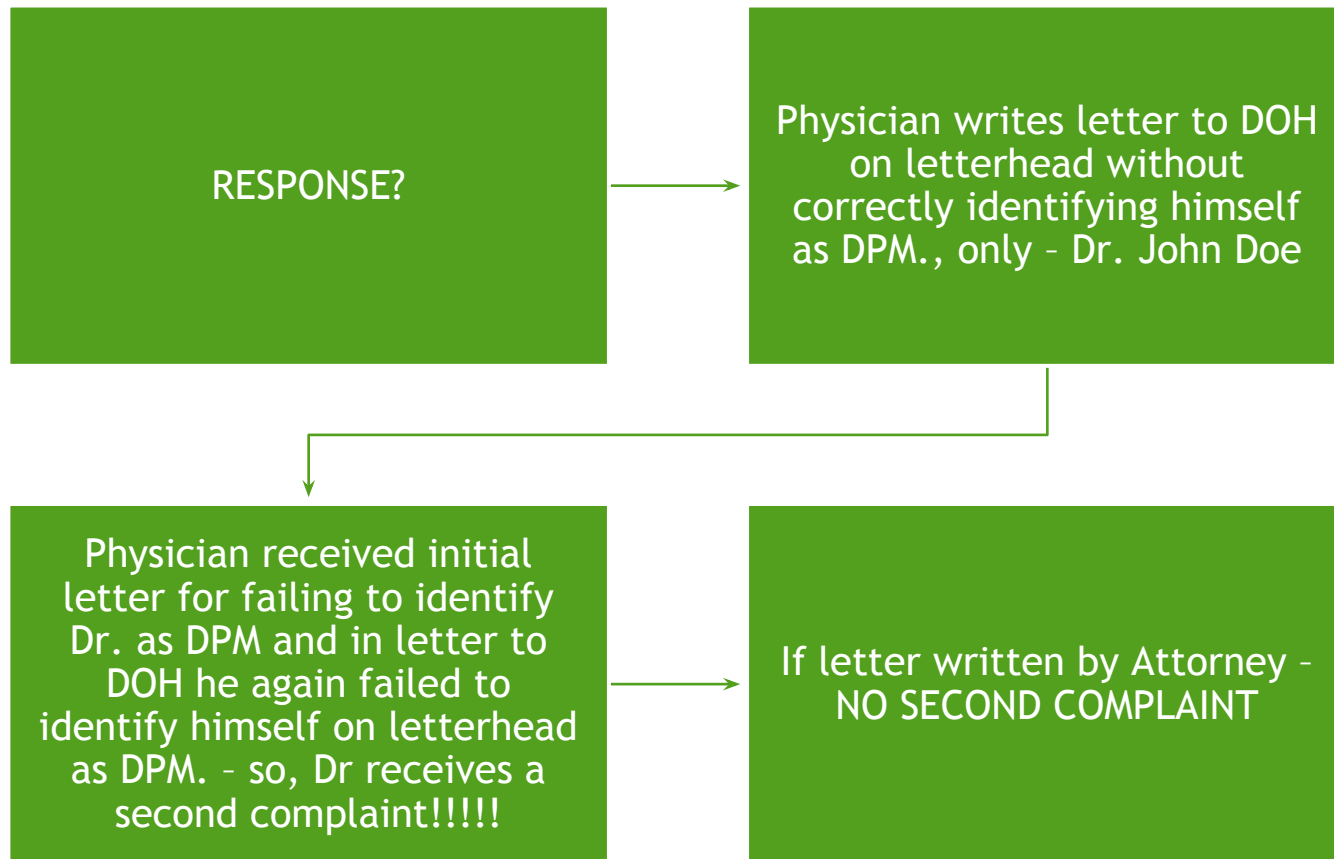 RESPONSE?
Physician writes letter to DOH
on letterhead without
correctly identifying himself
as DPM., only – Dr. John Doe
Physician received initial
letter for failing to identify
Dr. as DPM and in letter to
DOH he again failed to
identify himself on letterhead
as DPM. – so, Dr receives a
second complaint!!!!!
If letter written by Attorney –
NO SECOND COMPLAINT